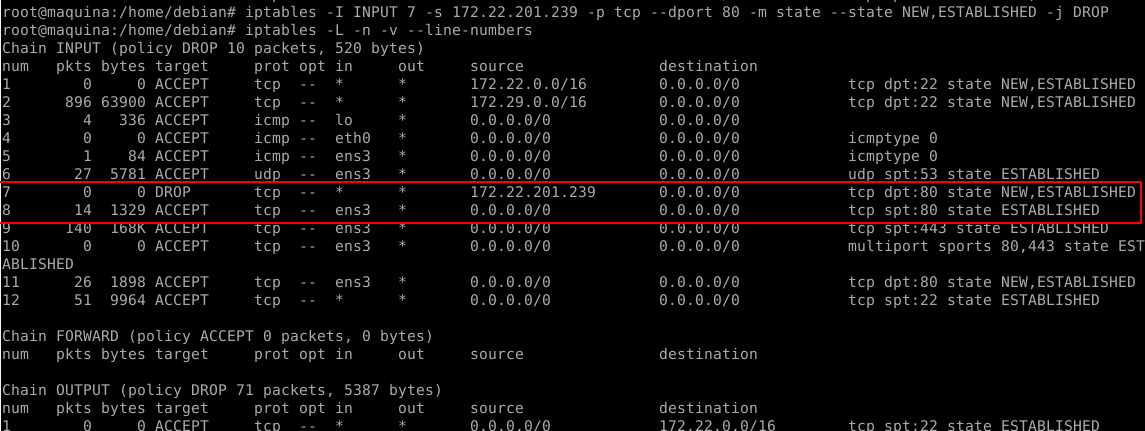 root@maquina:/home/debian# iptables -I INPUT 7 -s 172.22.201.239 -p tcp --dport 80 -m state --state NEW,ESTABLISHED -j DROP
root@maquina:/home/debian# iptables -L -n -v --line-numbers
Chain INPUT (policy DROP 10 packets, 520 bytes)
num   pkts bytes target     prot opt in     out     source               destination
1        0     0 ACCEPT     tcp  --  *      *       172.22.0.0/16        0.0.0.0/0            tcp dpt:22 state NEW,ESTABLISHED
2      896 63900 ACCEPT     tcp  --  *      *       172.29.0.0/16        0.0.0.0/0            tcp dpt:22 state NEW,ESTABLISHED
3        4   336 ACCEPT     icmp --  lo     *       0.0.0.0/0            0.0.0.0/0
4        0     0 ACCEPT     icmp --  eth0   *       0.0.0.0/0            0.0.0.0/0            icmptype 0
5        1    84 ACCEPT     icmp --  ens3   *       0.0.0.0/0            0.0.0.0/0            icmptype 0
6       27  5781 ACCEPT     udp  --  ens3   *       0.0.0.0/0            0.0.0.0/0            udp spt:53 state ESTABLISHED
7        0     0 DROP       tcp  --  *      *       172.22.201.239       0.0.0.0/0            tcp dpt:80 state NEW,ESTABLISHED
8       14  1329 ACCEPT     tcp  --  ens3   *       0.0.0.0/0            0.0.0.0/0            tcp spt:80 state ESTABLISHED
9      140  168K ACCEPT     tcp  --  ens3   *       0.0.0.0/0            0.0.0.0/0            tcp spt:443 state ESTABLISHED
10       0     0 ACCEPT     tcp  --  ens3   *       0.0.0.0/0            0.0.0.0/0            multiport sports 80,443 state EST
ABLISHED
11      26  1898 ACCEPT     tcp  --  ens3   *       0.0.0.0/0            0.0.0.0/0            tcp dpt:80 state NEW,ESTABLISHED
12      51  9964 ACCEPT     tcp  --  *      *       0.0.0.0/0            0.0.0.0/0            tcp spt:22 state ESTABLISHED
Chain FORWARD (policy ACCEPT 0 packets, 0 bytes)
num   pkts bytes target     prot opt in     out     source               destination
Chain OUTPUT (policy DROP 71 packets, 5387 bytes)
num   pkts bytes target     prot opt in     out     source               destination
1        0     0 ACCEPT     tcp  --  *      *       0.0.0.0/0            172.22.0.0/16        tcp spt:22 state ESTABLISHED